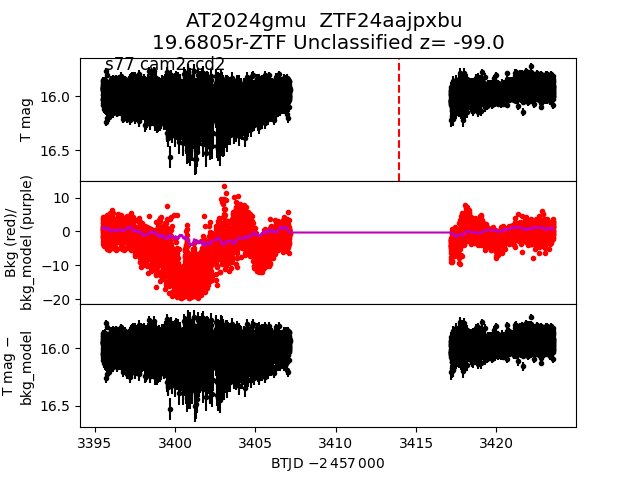 AT2024gmu  ZTF24aajpxbu
19.6805r-ZTF Unclassified z= -99.0
s77 cam2ccd2
T mag
16.0
16.5
Bkg (red)/
bkg_model (purple)
10
0
−10
−20
T mag −
bkg_model
16.0
16.5
3395
3400
3405
3410
3415
3420
BTJD −2 457 000